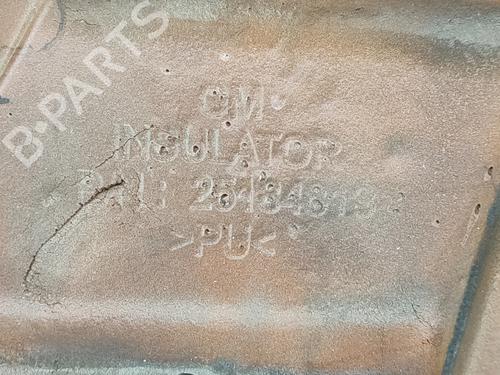 B-PARTS
GM
INSULATOR
P/N: 25184819
>PU<